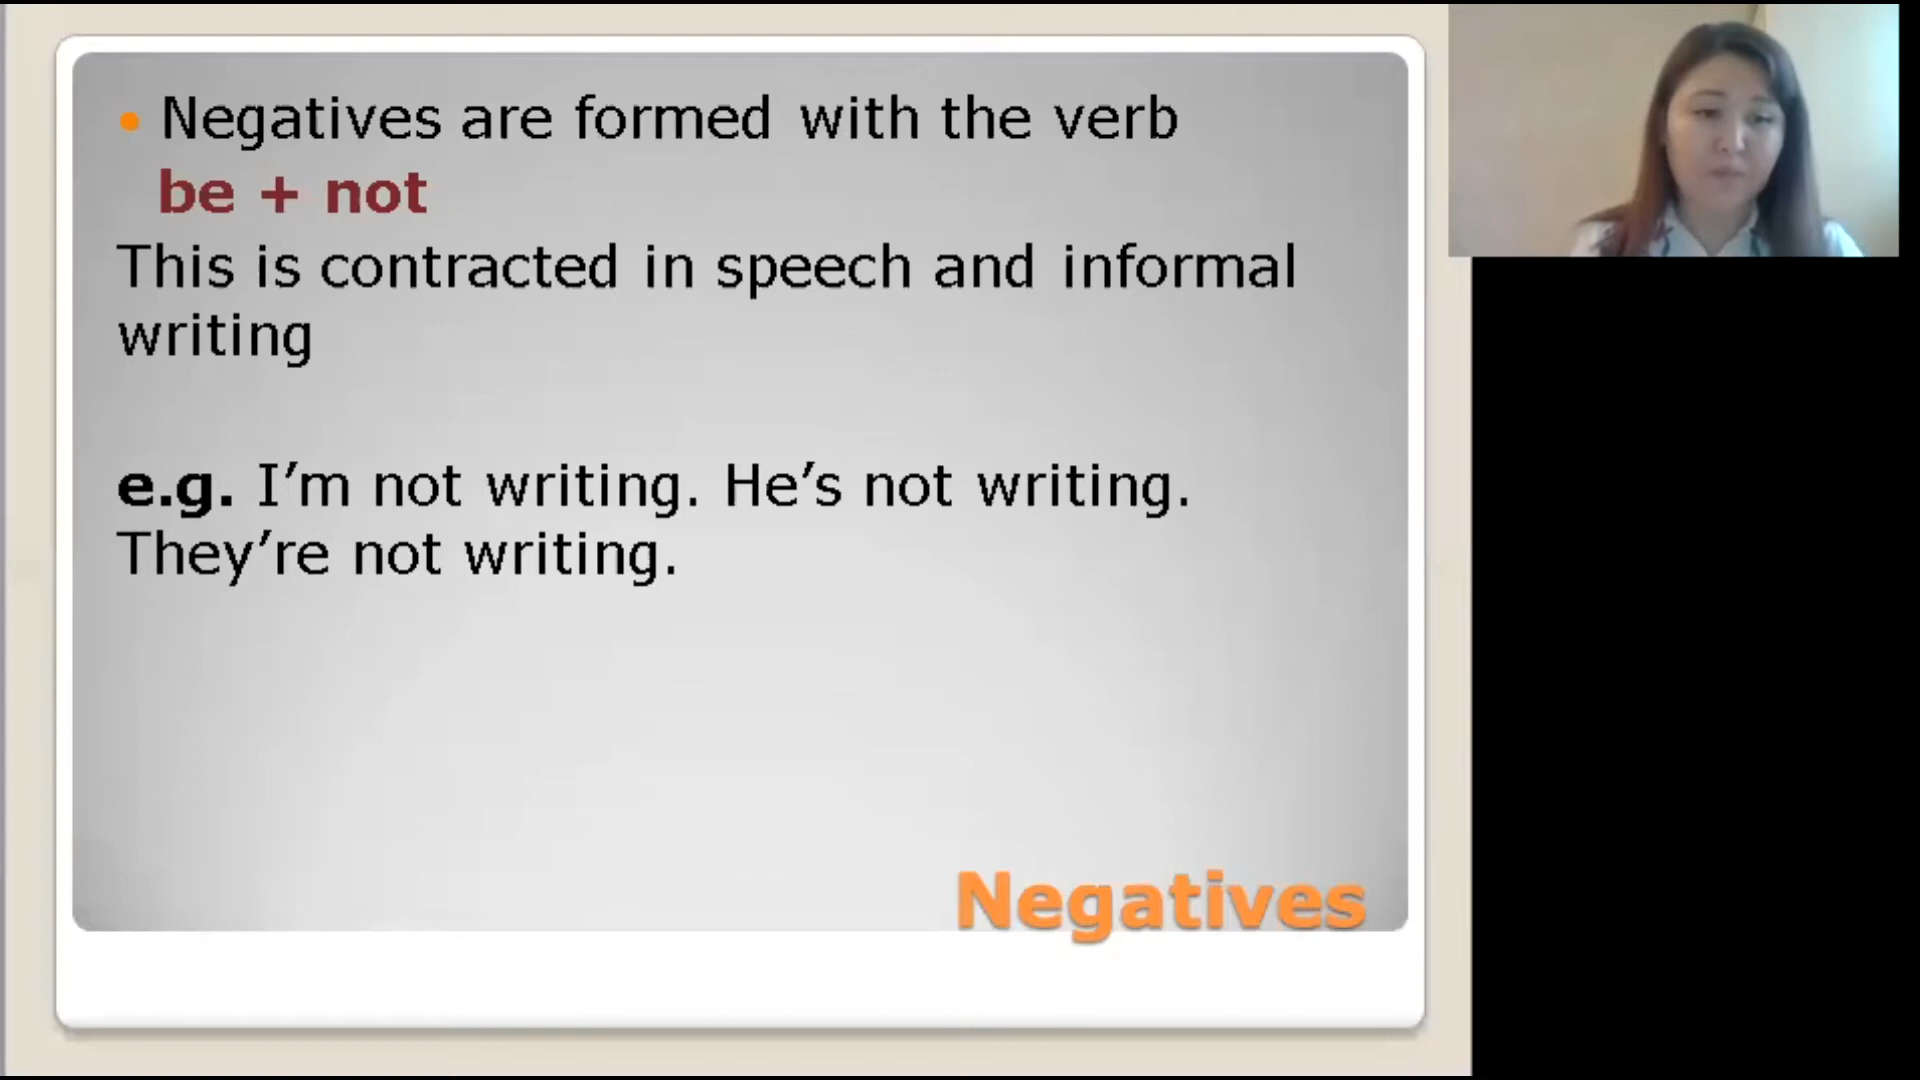 • Negatives are formed with the verb
be + not
This is contracted in speech and informal
writing
e.g. I’m not writing. He’s not writing.
They’re not writing.
Negatives